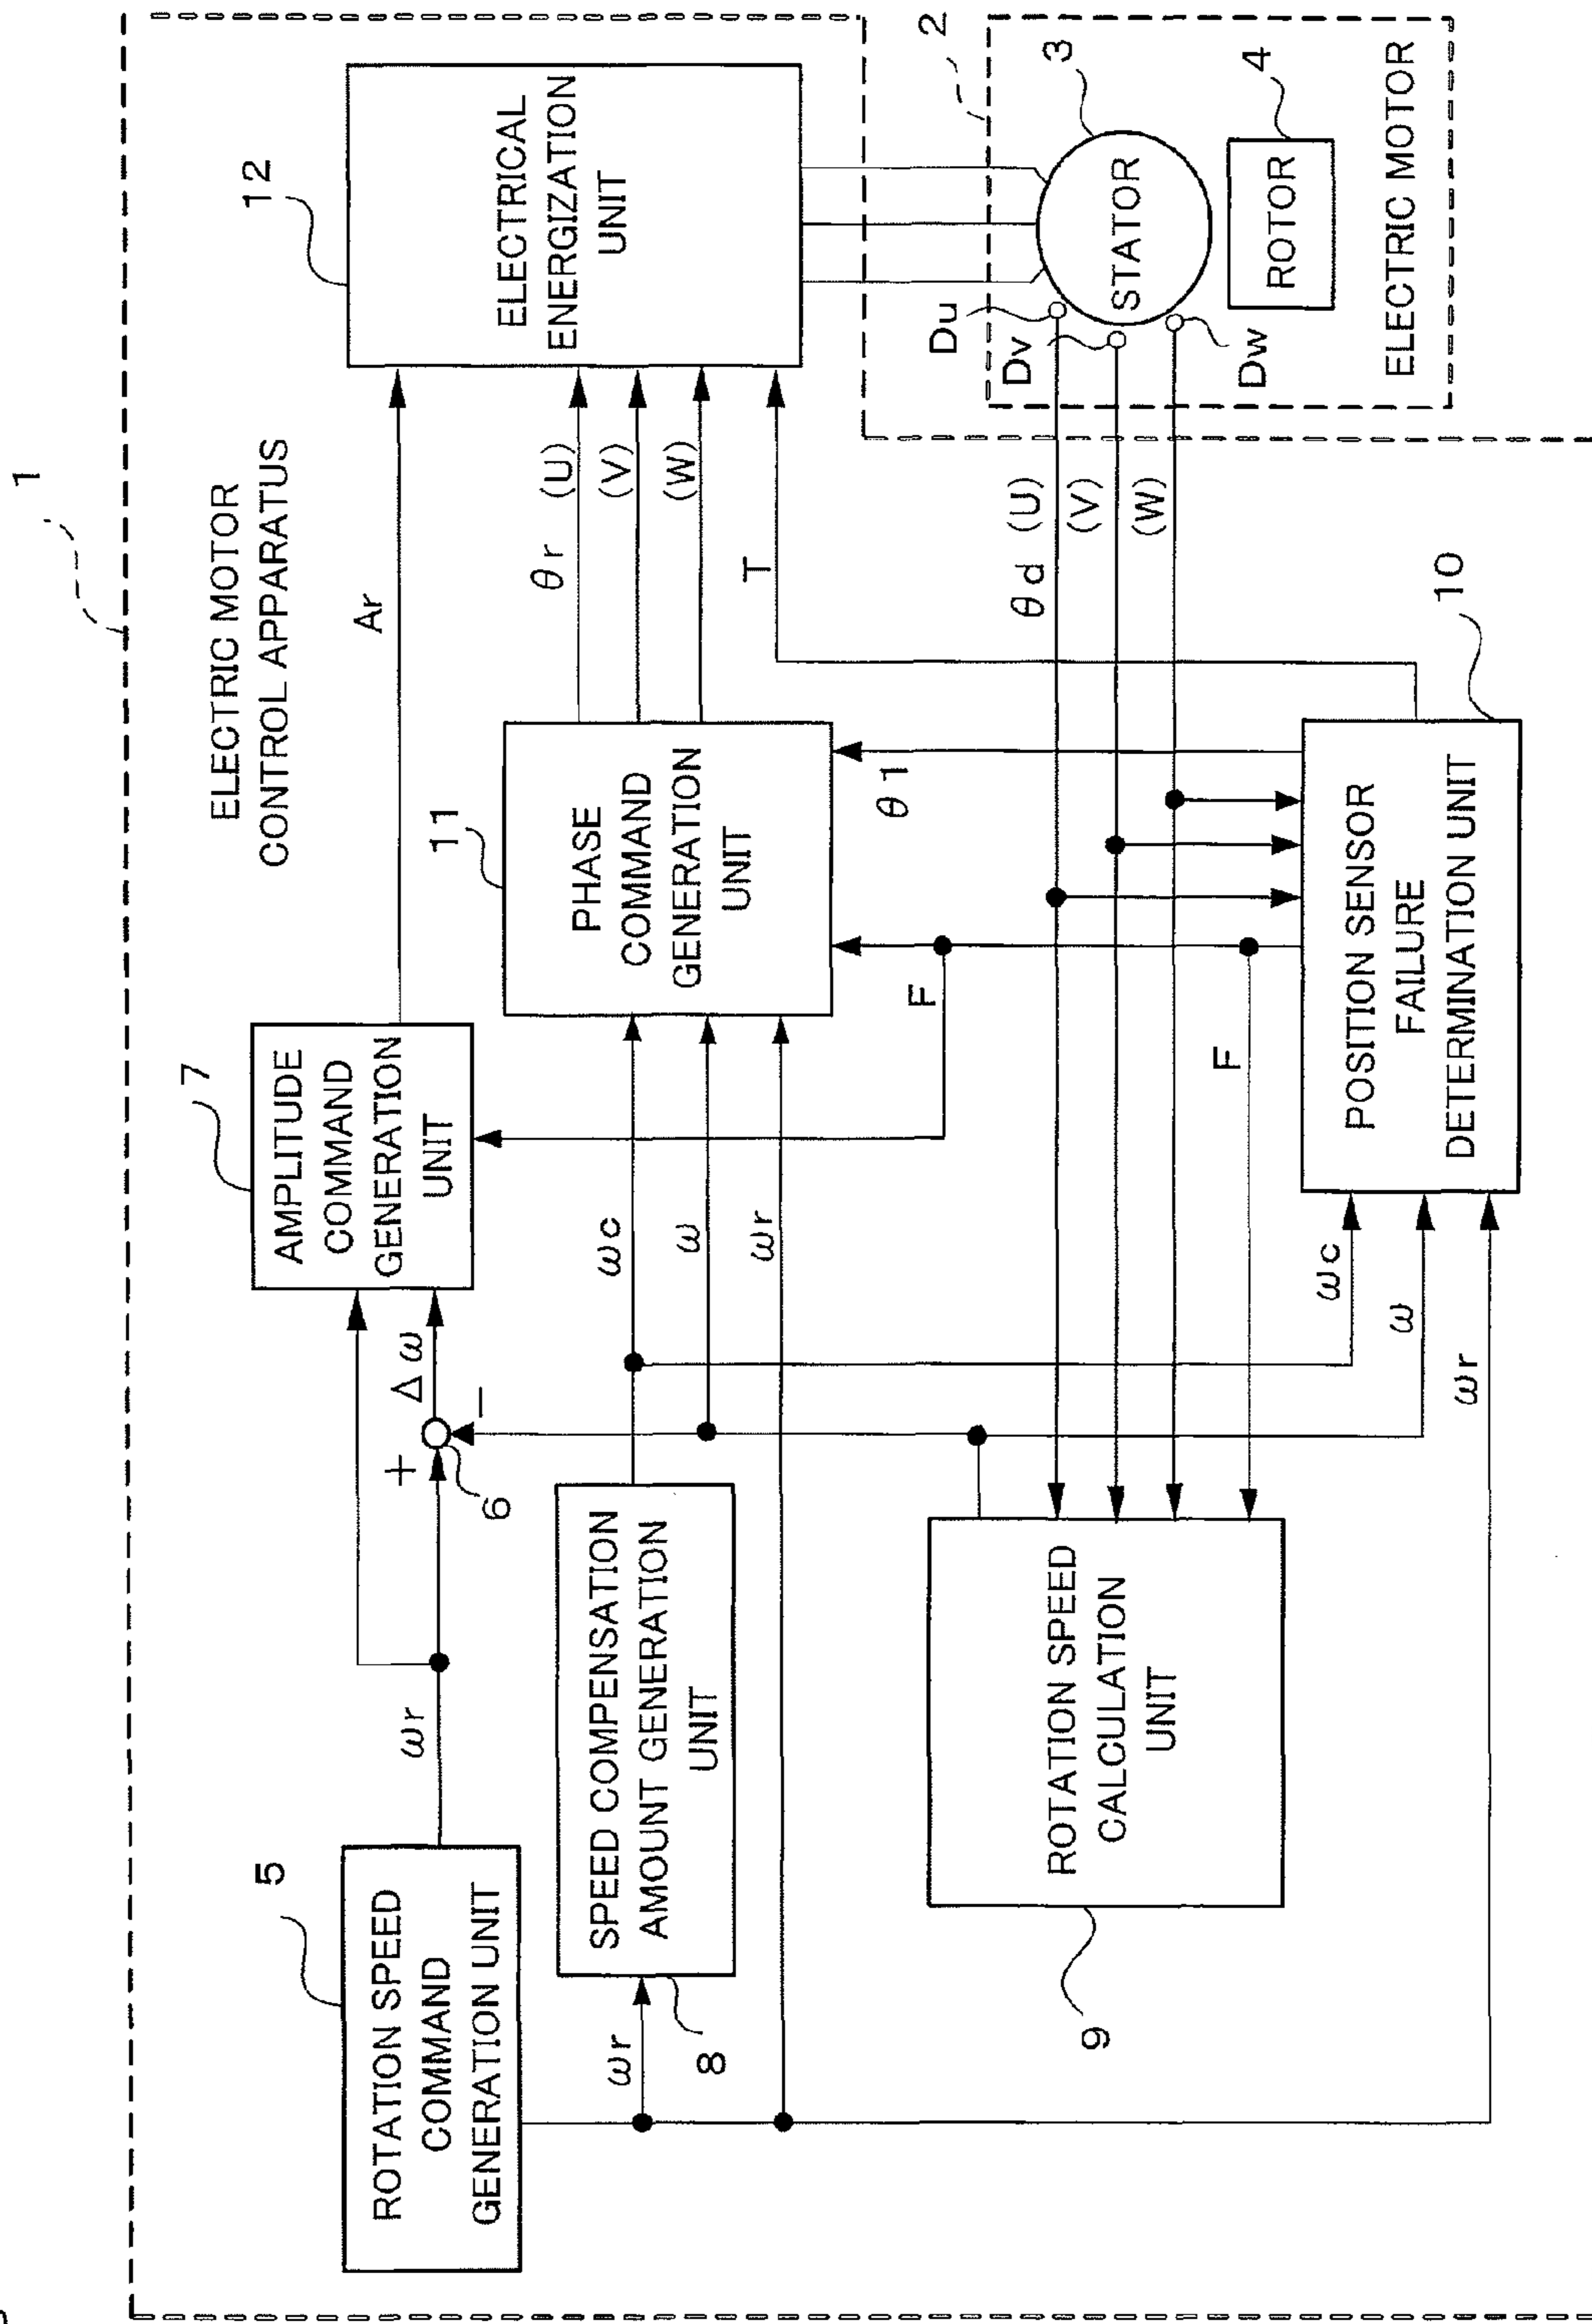 1
ELECTRIC MOTOR
CONTROL APPARATUS
5
ROTATION SPEED
COMMAND
GENERATION UNIT
ωr
+
−
6
Δω
7
AMPLITUDE
COMMAND
GENERATION
UNIT
Ar
12
ELECTRICAL
ENERGIZATION
UNIT
ωr
8
SPEED COMPENSATION
AMOUNT GENERATION
UNIT
ωc
ω
ωr
F
11
PHASE
COMMAND
GENERATION
UNIT
θr (U)
(V)
(W)
T
θ1
9
ROTATION SPEED
CALCULATION
UNIT
F
θd (U)
(V)
(W)
Du
Dv
Dw
2
3
STATOR
4
ROTOR
ELECTRIC MOTOR
ωc
ω
ωr
10
POSITION SENSOR
FAILURE
DETERMINATION UNIT